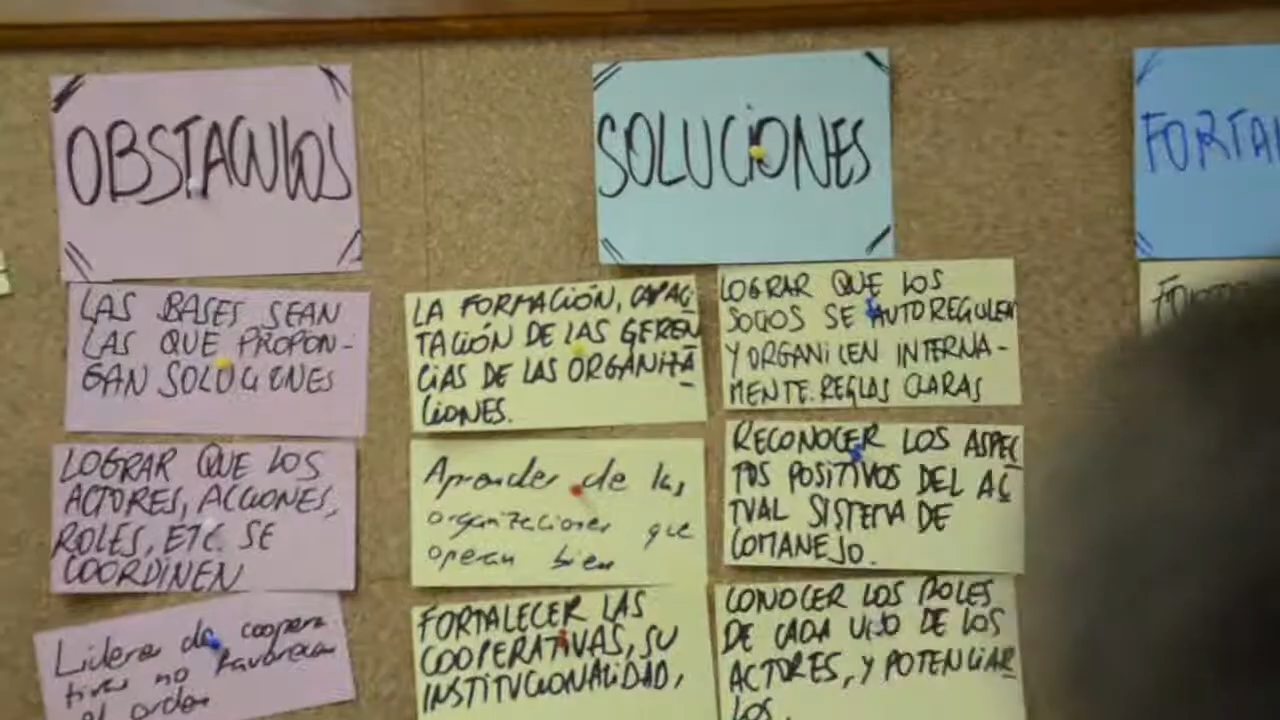 OBSTACULOS
LAS BASES SEAN
LAS QUE PROPON-
GAN SOLUCIONES
LOGRAR QUE LOS
ACTORES, ACCIONES,
ROLES, ETC. SE
COORDINEN
Lideres de coopera
tivas no favorecen
el orden
SOLUCIONES
LA FORMACIÓN, CAPAC
TACIÓN DE LAS GEREN
CIAS DE LAS ORGANIZA
CIONES.
Aprender de las
organizaciones que
operan bien
FORTALECER LAS
COOPERATIVAS, SU
INSTITUCIONALIDAD,
LOGRAR QUE LOS
SOCIOS SE AUTOREGULEN
Y ORGANICEN INTERNA-
MENTE. REGLAS CLARAS
RECONOCER LOS ASPEC
TOS POSITIVOS DEL AC
TUAL SISTEMA DE
COMANEJO.
CONOCER LOS ROLES
DE CADA UNO DE LOS
ACTORES, Y POTENCIAR
LOS.
FORTAL